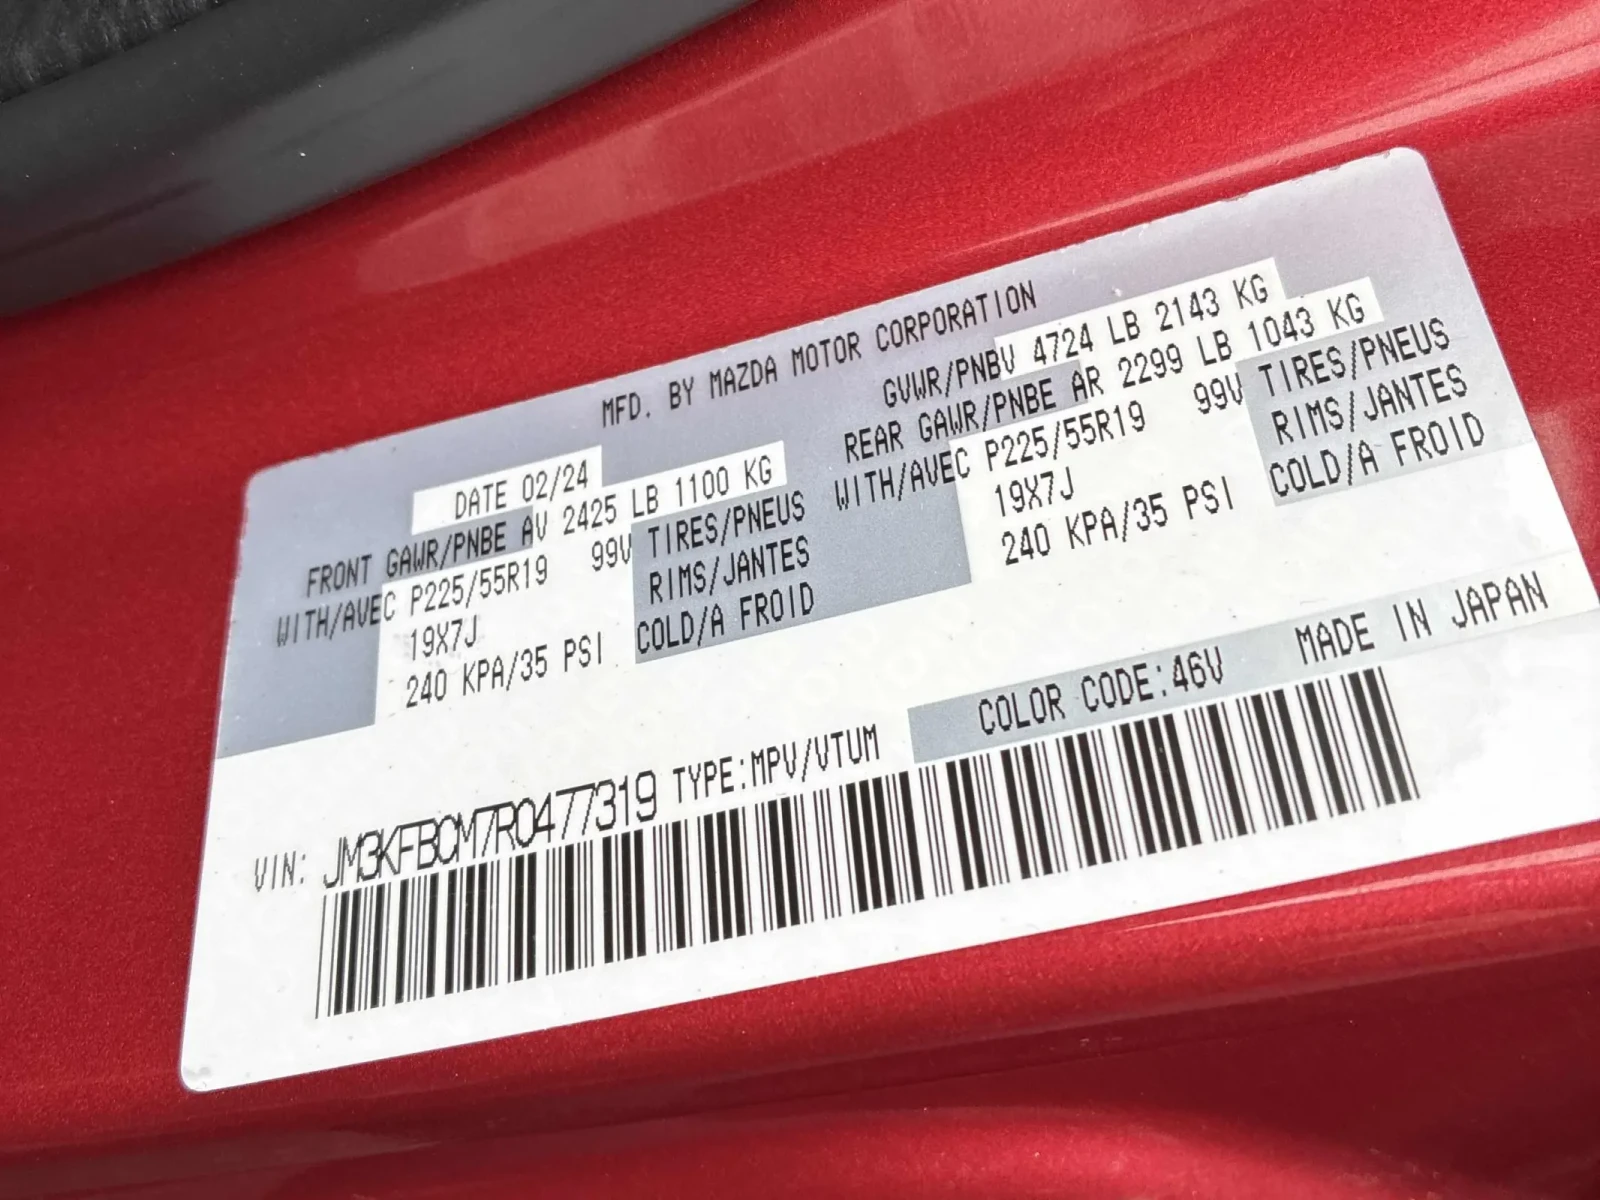 MFD. BY MAZDA MOTOR CORPORATION
DATE 02/24
GVWR/PNBV 4724 LB 2143 KG
FRONT GAWR/PNBE AV 2425 LB 1100 KG
REAR GAWR/PNBE AR 2299 LB 1043 KG
WITH/AVEC P225/55R19 99V TIRES/PNEUS
WITH/AVEC P225/55R19 99V TIRES/PNEUS
19X7J RIMS/JANTES
19X7J RIMS/JANTES
240 KPA/35 PSI COLD/A FROID
240 KPA/35 PSI COLD/A FROID
VIN: JM3KFBCM7R0477319 TYPE:MPV/VTUM
COLOR CODE:46V
MADE IN JAPAN